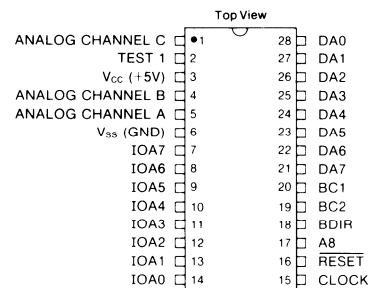 Top View
ANALOG CHANNEL C 1 28 DA0
TEST 1 2 27 DA1
Vcc (+5V) 3 26 DA2
ANALOG CHANNEL B 4 25 DA3
ANALOG CHANNEL A 5 24 DA4
Vss (GND) 6 23 DA5
IOA7 7 22 DA6
IOA6 8 21 DA7
IOA5 9 20 BC1
IOA4 10 19 BC2
IOA3 11 18 BDIR
IOA2 12 17 A8
IOA1 13 16 RESET
IOA0 14 15 CLOCK